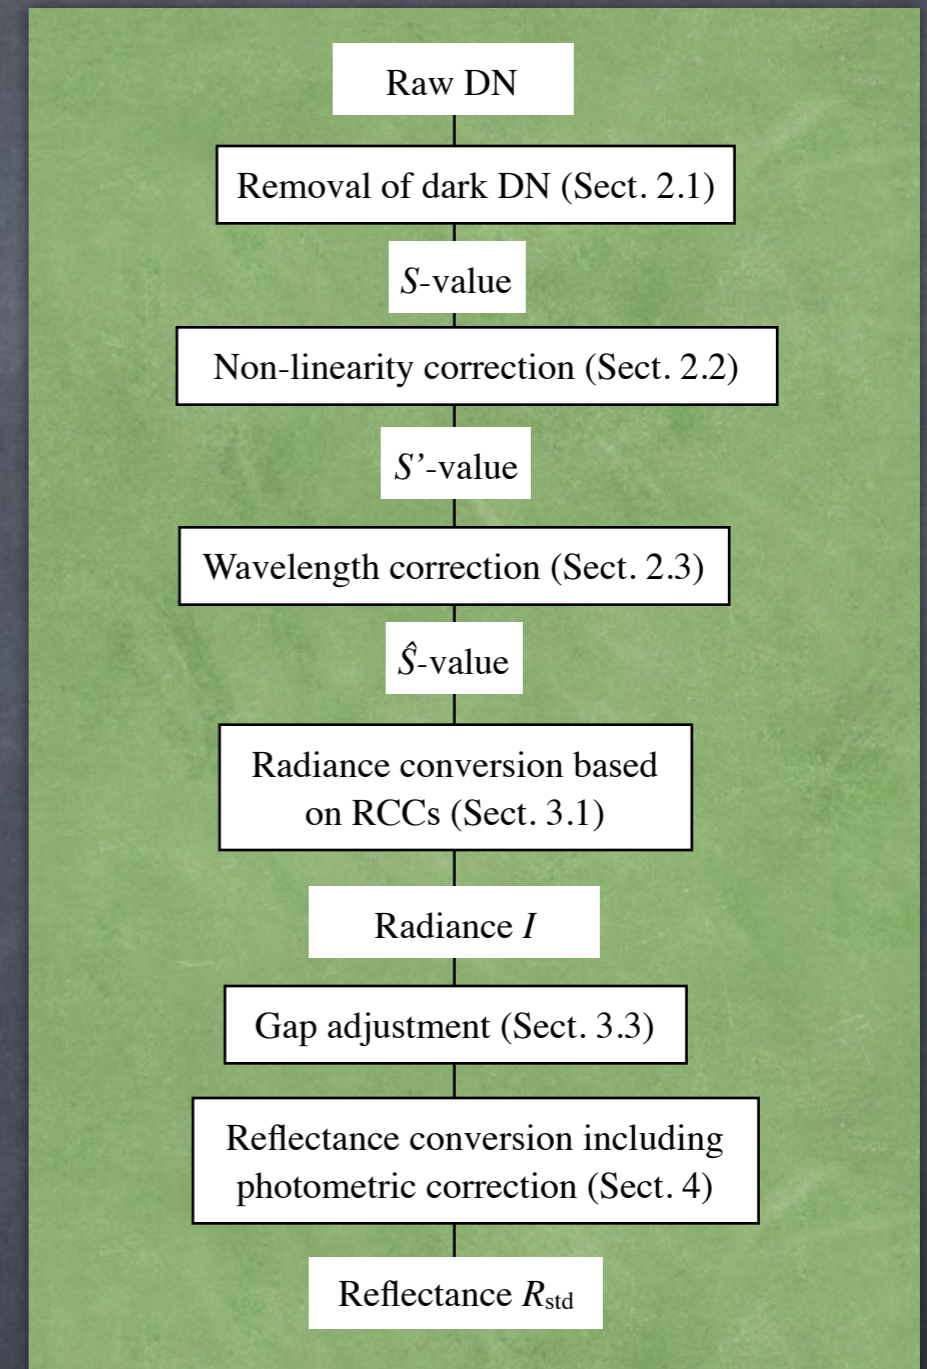 Raw DN
Removal of dark DN (Sect. 2.1)
S-value
Non-linearity correction (Sect. 2.2)
S’-value
Wavelength correction (Sect. 2.3)
Ŝ-value
Radiance conversion based
on RCCs (Sect. 3.1)
Radiance I
Gap adjustment (Sect. 3.3)
Reflectance conversion including
photometric correction (Sect. 4)
Reflectance Rstd